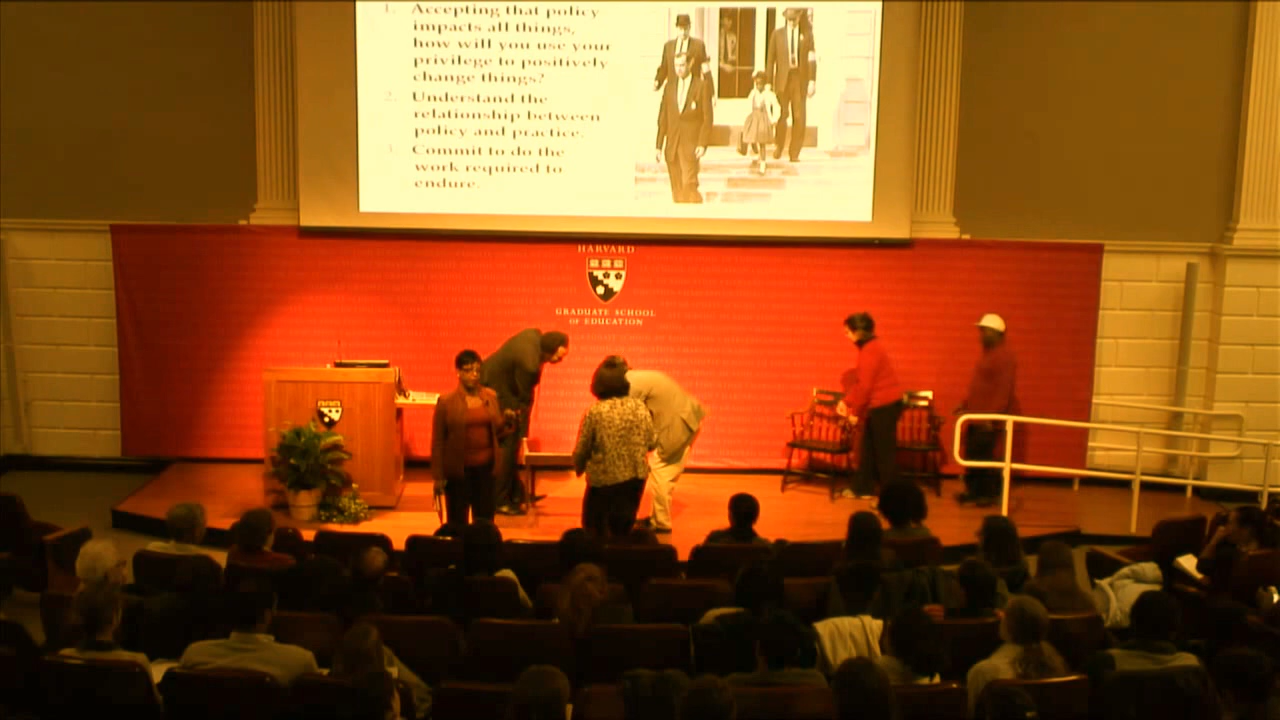 1. Accepting that policy
impacts all things,
how will you use your
privilege to positively
change things?
2. Understand the
relationship between
policy and practice.
3. Commit to do the
work required to
endure.
HARVARD
GRADUATE SCHOOL
OF EDUCATION